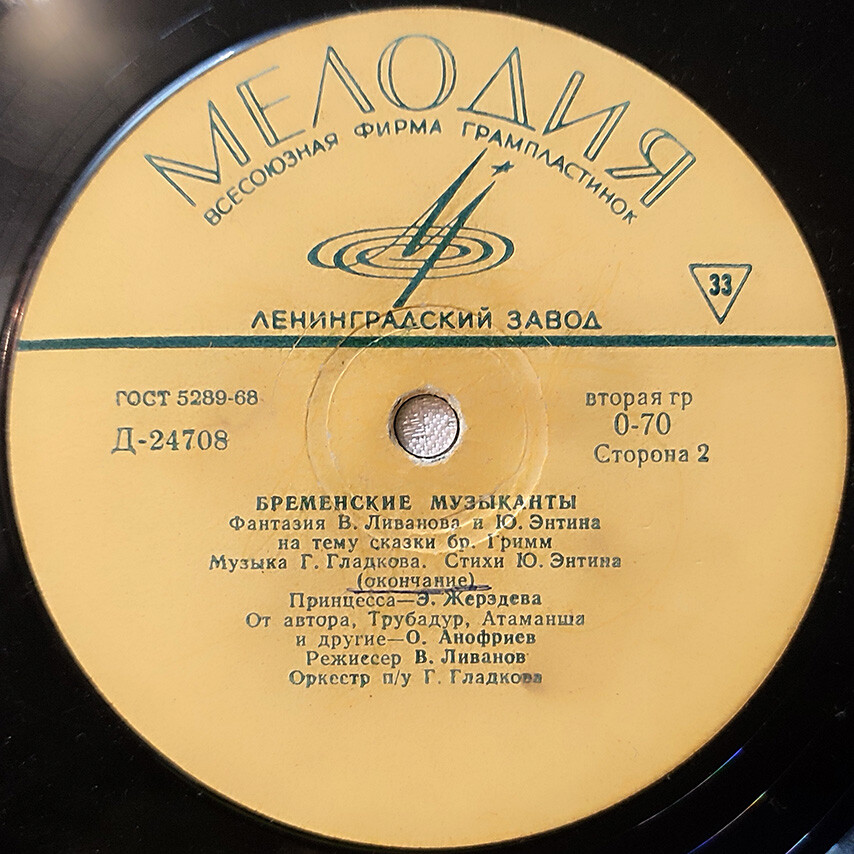 МЕЛОДИЯ
ВСЕСОЮЗНАЯ ФИРМА ГРАМПЛАСТИНОК
33
ЛЕНИНГРАДСКИЙ ЗАВОД
ГОСТ 5289-68
Д-24708
вторая гр
0-70
Сторона 2
БРЕМЕНСКИЕ МУЗЫКАНТЫ
Фантазия В. Ливанова и Ю. Энтина
на тему сказки бр. Гримм
Музыка Г. Гладкова. Стихи Ю. Энтина
(окончание)
Принцесса—Э. Жерздева
От автора, Трубадур, Атаманша
и другие—О. Анофриев
Режиссер В. Ливанов
Оркестр п/у Г. Гладкова